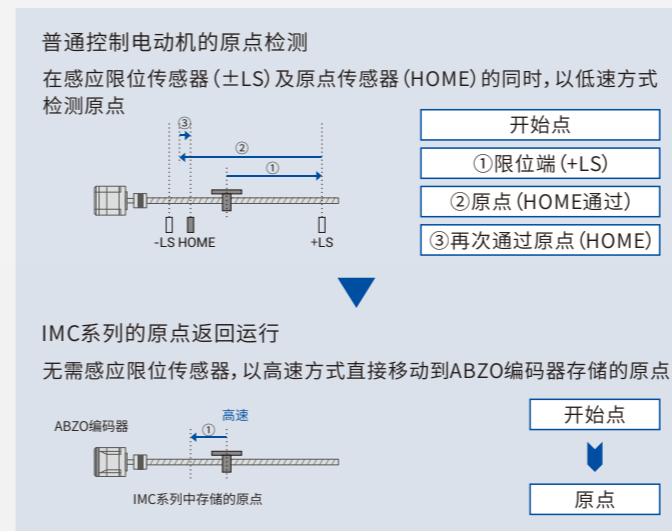 普通控制电动机的原点检测
在感应限位传感器(±LS)及原点传感器(HOME)的同时,以低速方式
检测原点
③
②
①
-LS HOME
+LS
开始点
①限位端(+LS)
②原点(HOME通过)
③再次通过原点(HOME)
IMC系列的原点返回运行
无需感应限位传感器,以高速方式直接移动到ABZO编码器存储的原点
ABZO编码器
高速
①
IMC系列中存储的原点
开始点
原点